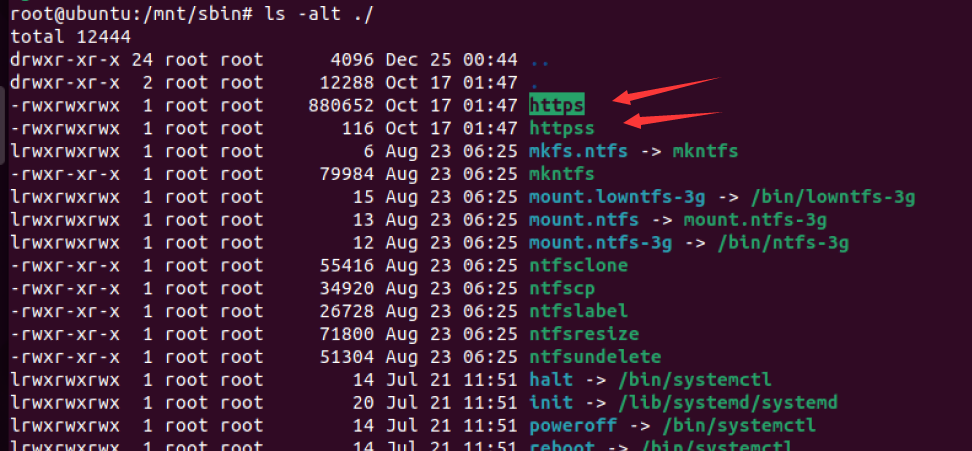 root@ubuntu:/mnt/sbin# ls -alt ./
total 12444
drwxr-xr-x 24 root root 4096 Dec 25 00:44 ..
drwxr-xr-x 2 root root 12288 Oct 17 01:47 .
-rwxrwxrwx 1 root root 880652 Oct 17 01:47 https
-rwxrwxrwx 1 root root 116 Oct 17 01:47 httpss
lrwxrwxrwx 1 root root 6 Aug 23 06:25 mkfs.ntfs -> mkntfs
-rwxr-xr-x 1 root root 79984 Aug 23 06:25 mkntfs
lrwxrwxrwx 1 root root 15 Aug 23 06:25 mount.lowntfs-3g -> /bin/lowntfs-3g
lrwxrwxrwx 1 root root 13 Aug 23 06:25 mount.ntfs -> mount.ntfs-3g
lrwxrwxrwx 1 root root 12 Aug 23 06:25 mount.ntfs-3g -> /bin/ntfs-3g
-rwxr-xr-x 1 root root 55416 Aug 23 06:25 ntfsclone
-rwxr-xr-x 1 root root 34920 Aug 23 06:25 ntfscp
-rwxr-xr-x 1 root root 26728 Aug 23 06:25 ntfslabel
-rwxr-xr-x 1 root root 71800 Aug 23 06:25 ntfsresize
-rwxr-xr-x 1 root root 51304 Aug 23 06:25 ntfsundelete
lrwxrwxrwx 1 root root 14 Jul 21 11:51 halt -> /bin/systemctl
lrwxrwxrwx 1 root root 20 Jul 21 11:51 init -> /lib/systemd/systemd
lrwxrwxrwx 1 root root 14 Jul 21 11:51 poweroff -> /bin/systemctl
lrwxrwxrwx 1 root root 14 Jul 21 11:51 reboot -> /bin/systemctl